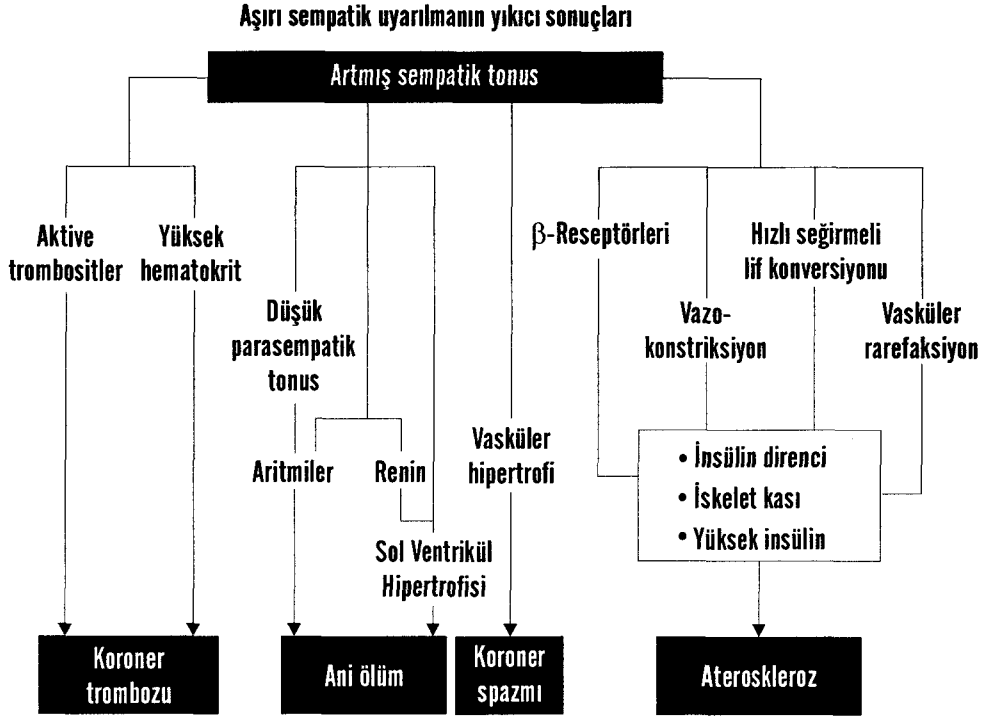 Aşırı sempatik uyarılmanın yıkıcı sonuçları
Artmış sempatik tonus
Aktive
trombositler
Yüksek
hematokrit
Düşük
parasempatik
tonus
Aritmiler
Renin
Sol Ventrikül
Hipertrofisi
Vasküler
hipertrofi
β-Reseptörleri
Vazo-
konstriksiyon
Hızlı seğirmeli
lif konversiyonu
Vasküler
rarefaksiyon
• İnsülin direnci
• İskelet kası
• Yüksek insülin
Koroner
trombozu
Ani ölüm
Koroner
spazmı
Ateroskleroz